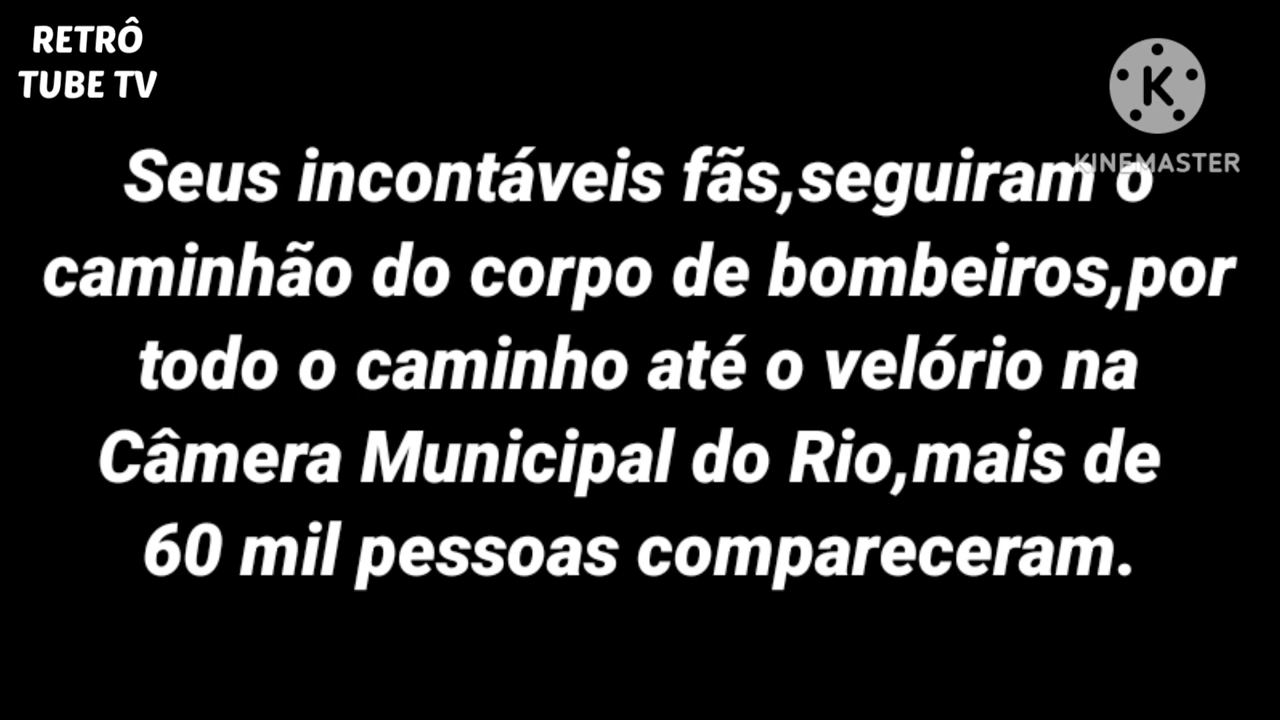 RETRÔ
TUBE TV
K
KINEMASTER
Seus incontáveis fãs,seguiram o
caminhão do corpo de bombeiros,por
todo o caminho até o velório na
Câmera Municipal do Rio,mais de
60 mil pessoas compareceram.